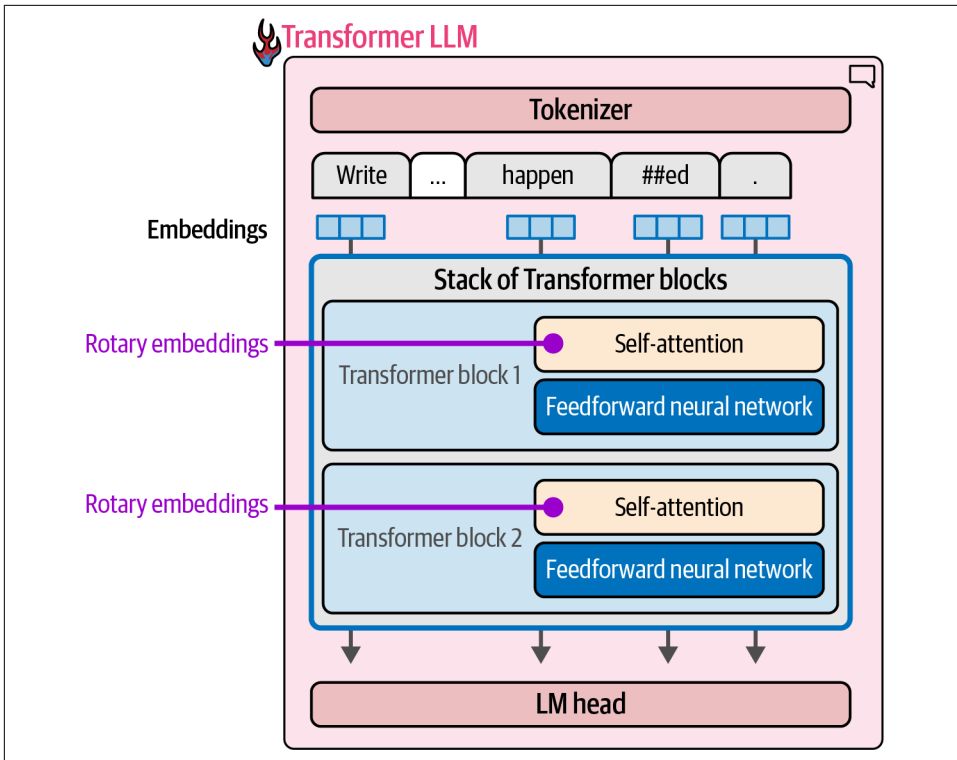 Transformer LLM
Tokenizer
Write ... happen ##ed .
Embeddings
Stack of Transformer blocks
Rotary embeddings
Self-attention
Transformer block 1
Feedforward neural network
Rotary embeddings
Self-attention
Transformer block 2
Feedforward neural network
LM head